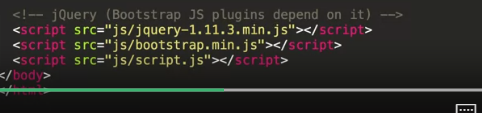 <!-- jQuery (Bootstrap JS plugins depend on it) -->
<script src="js/jquery-1.11.3.min.js"></script>
<script src="js/bootstrap.min.js"></script>
<script src="js/script.js"></script>
</body>
</html>